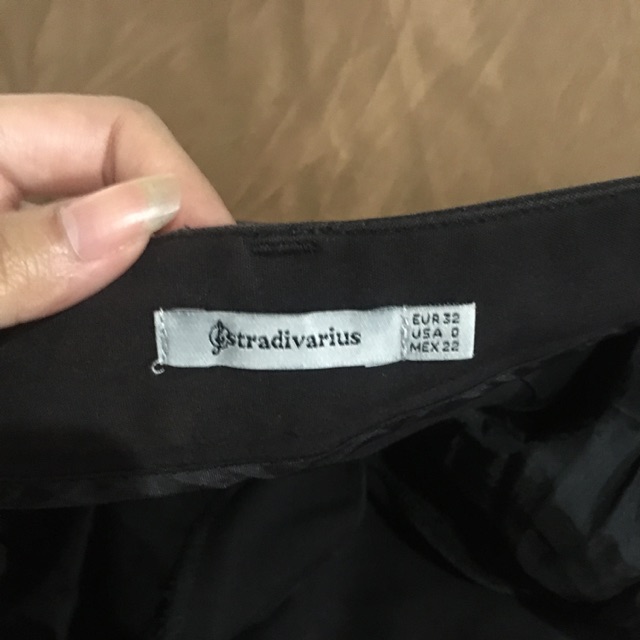 stradivarius
EUR 32
USA 0
MEX 22